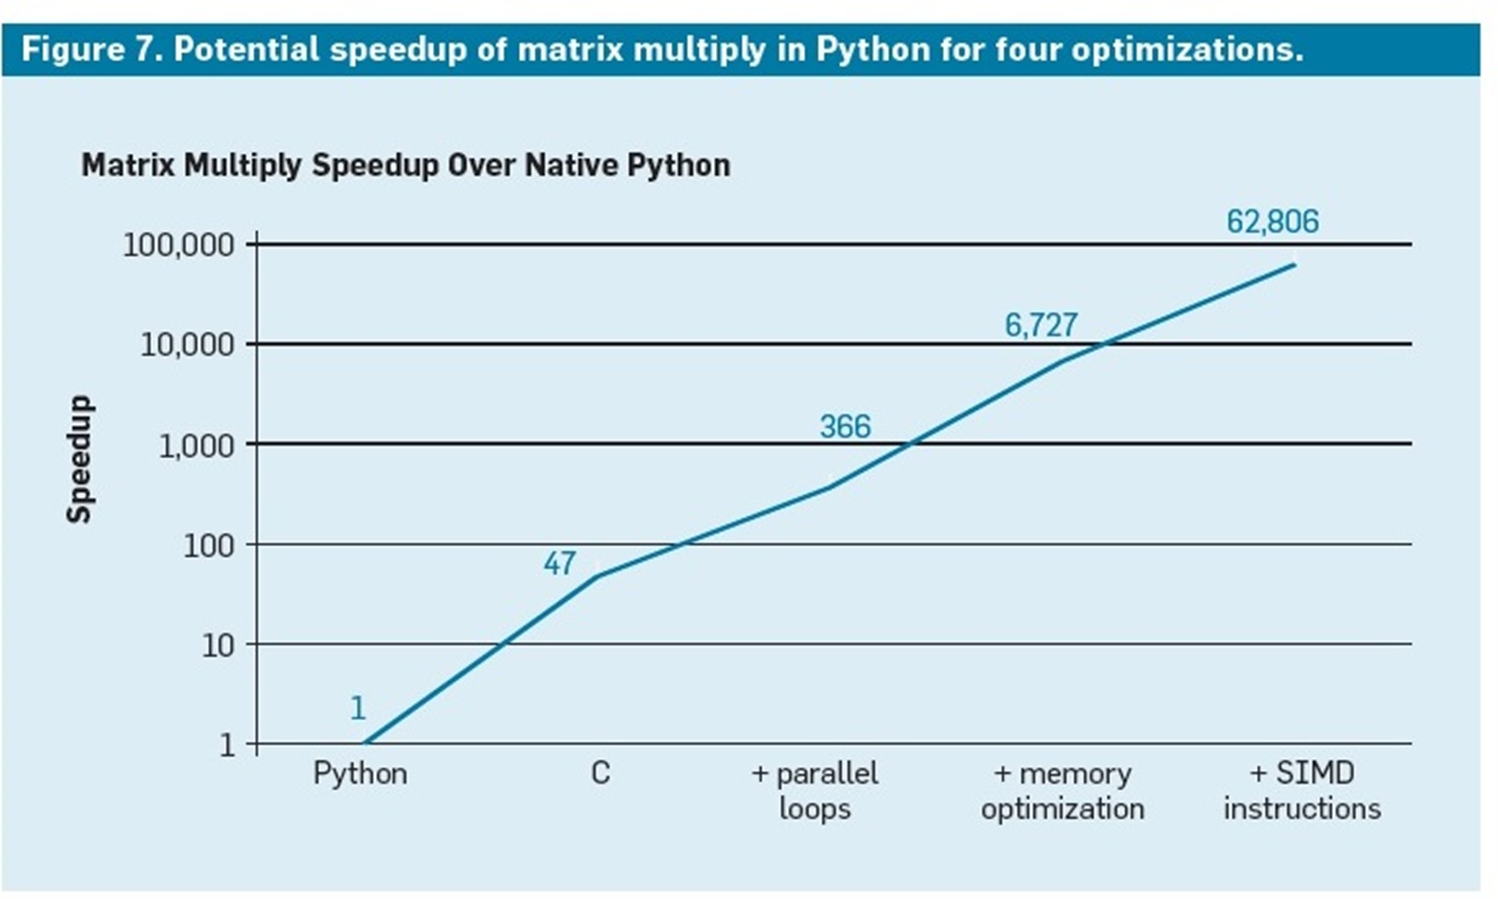 Figure 7. Potential speedup of matrix multiply in Python for four optimizations.
Matrix Multiply Speedup Over Native Python
Speedup
100,000
10,000
1,000
100
10
1
1
47
366
6,727
62,806
Python
C
+ parallel
loops
+ memory
optimization
+ SIMD
instructions